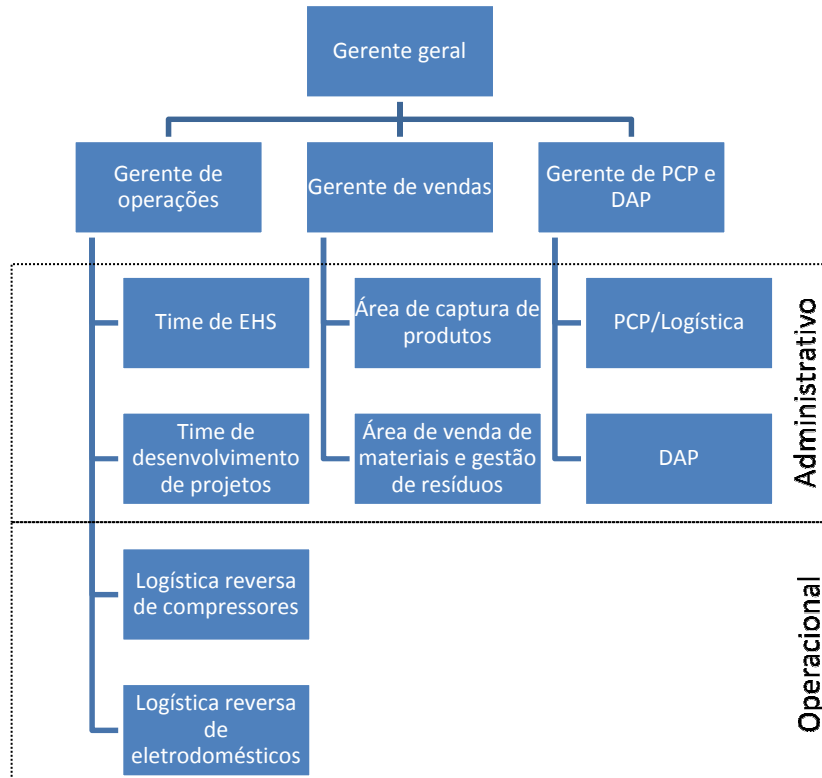 Gerente geral
Gerente de
operações
Gerente de vendas
Gerente de PCP e
DAP
Time de EHS
Área de captura de
produtos
PCP/Logística
Time de
desenvolvimento
de projetos
Área de venda de
materiais e gestão
de resíduos
DAP
Administrativo
Logística reversa
de compressores
Logística reversa
de
eletrodomésticos
Operacional